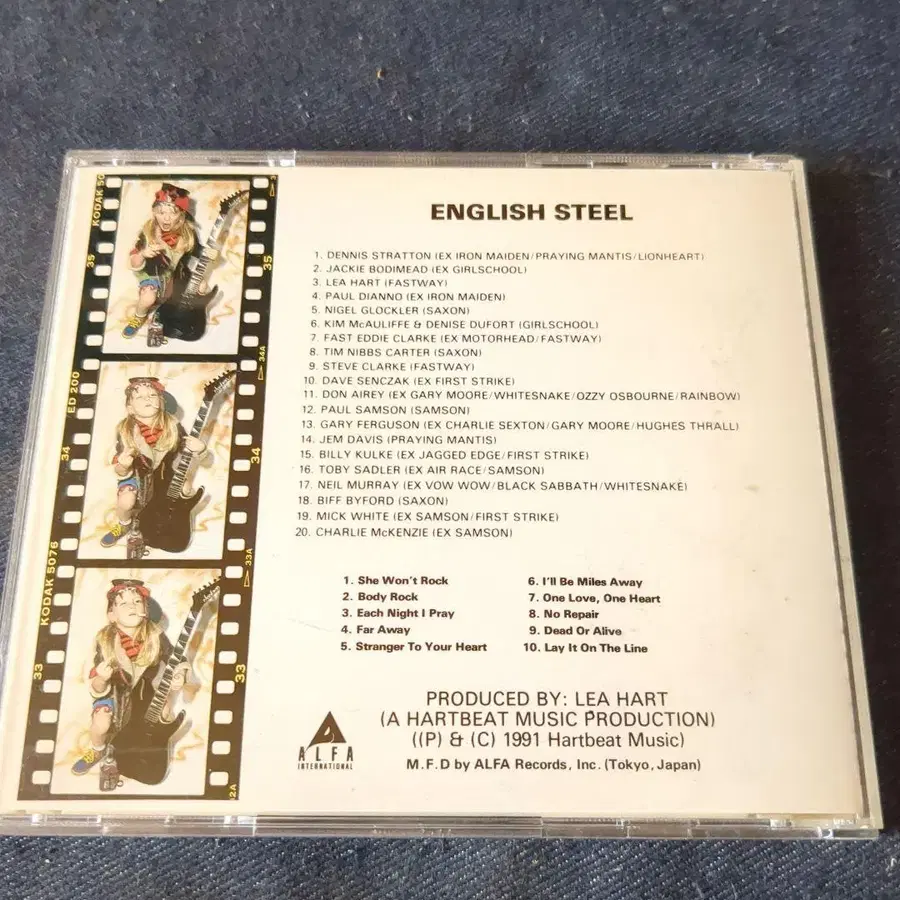 ENGLISH STEEL
1. DENNIS STRATTON (EX IRON MAIDEN/PRAYING MANTIS/LIONHEART)
2. JACKIE BODIMEAD (EX GIRLSCHOOL)
3. LEA HART (FASTWAY)
4. PAUL DIANNO (EX IRON MAIDEN)
5. NIGEL GLOCKLER (SAXON)
6. KIM McAULIFFE & DENISE DUFORT (GIRLSCHOOL)
7. FAST EDDIE CLARKE (EX MOTORHEAD/FASTWAY)
8. TIM NIBBS CARTER (SAXON)
9. STEVE CLARKE (FASTWAY)
10. DAVE SENCZAK (EX FIRST STRIKE)
11. DON AIREY (EX GARY MOORE/WHITESNAKE/OZZY OSBOURNE/RAINBOW)
12. PAUL SAMSON (SAMSON)
13. GARY FERGUSON (EX CHARLIE SEXTON/GARY MOORE/HUGHES THRALL)
14. JEM DAVIS (PRAYING MANTIS)
15. BILLY KULKE (EX JAGGED EDGE/FIRST STRIKE)
16. TOBY SADLER (EX AIR RACE/SAMSON)
17. NEIL MURRAY (EX VOW WOW/BLACK SABBATH/WHITESNAKE)
18. BIFF BYFORD (SAXON)
19. MICK WHITE (EX SAMSON/FIRST STRIKE)
20. CHARLIE McKENZIE (EX SAMSON)
1. She Won't Rock
2. Body Rock
3. Each Night I Pray
4. Far Away
5. Stranger To Your Heart
6. I'll Be Miles Away
7. One Love, One Heart
8. No Repair
9. Dead Or Alive
10. Lay It On The Line
PRODUCED BY: LEA HART
(A HARTBEAT MUSIC PRODUCTION)
((P) & (C) 1991 Hartbeat Music)
M.F.D by ALFA Records, Inc. (Tokyo, Japan)
ALFA
INTERNATIONAL
KODAK 50
35
35
34A
ED 200
34
34
33A
KODAK 5076
33
33
2A